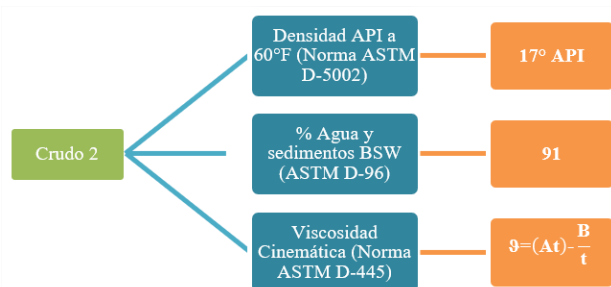 Densidad API a
60°F (Norma ASTM
D-5002)
17° API
Crudo 2
% Agua y
sedimentos BSW
(ASTM D-96)
91
Viscosidad
Cinemática (Norma
ASTM D-445)
ϑ=(At)-B/t